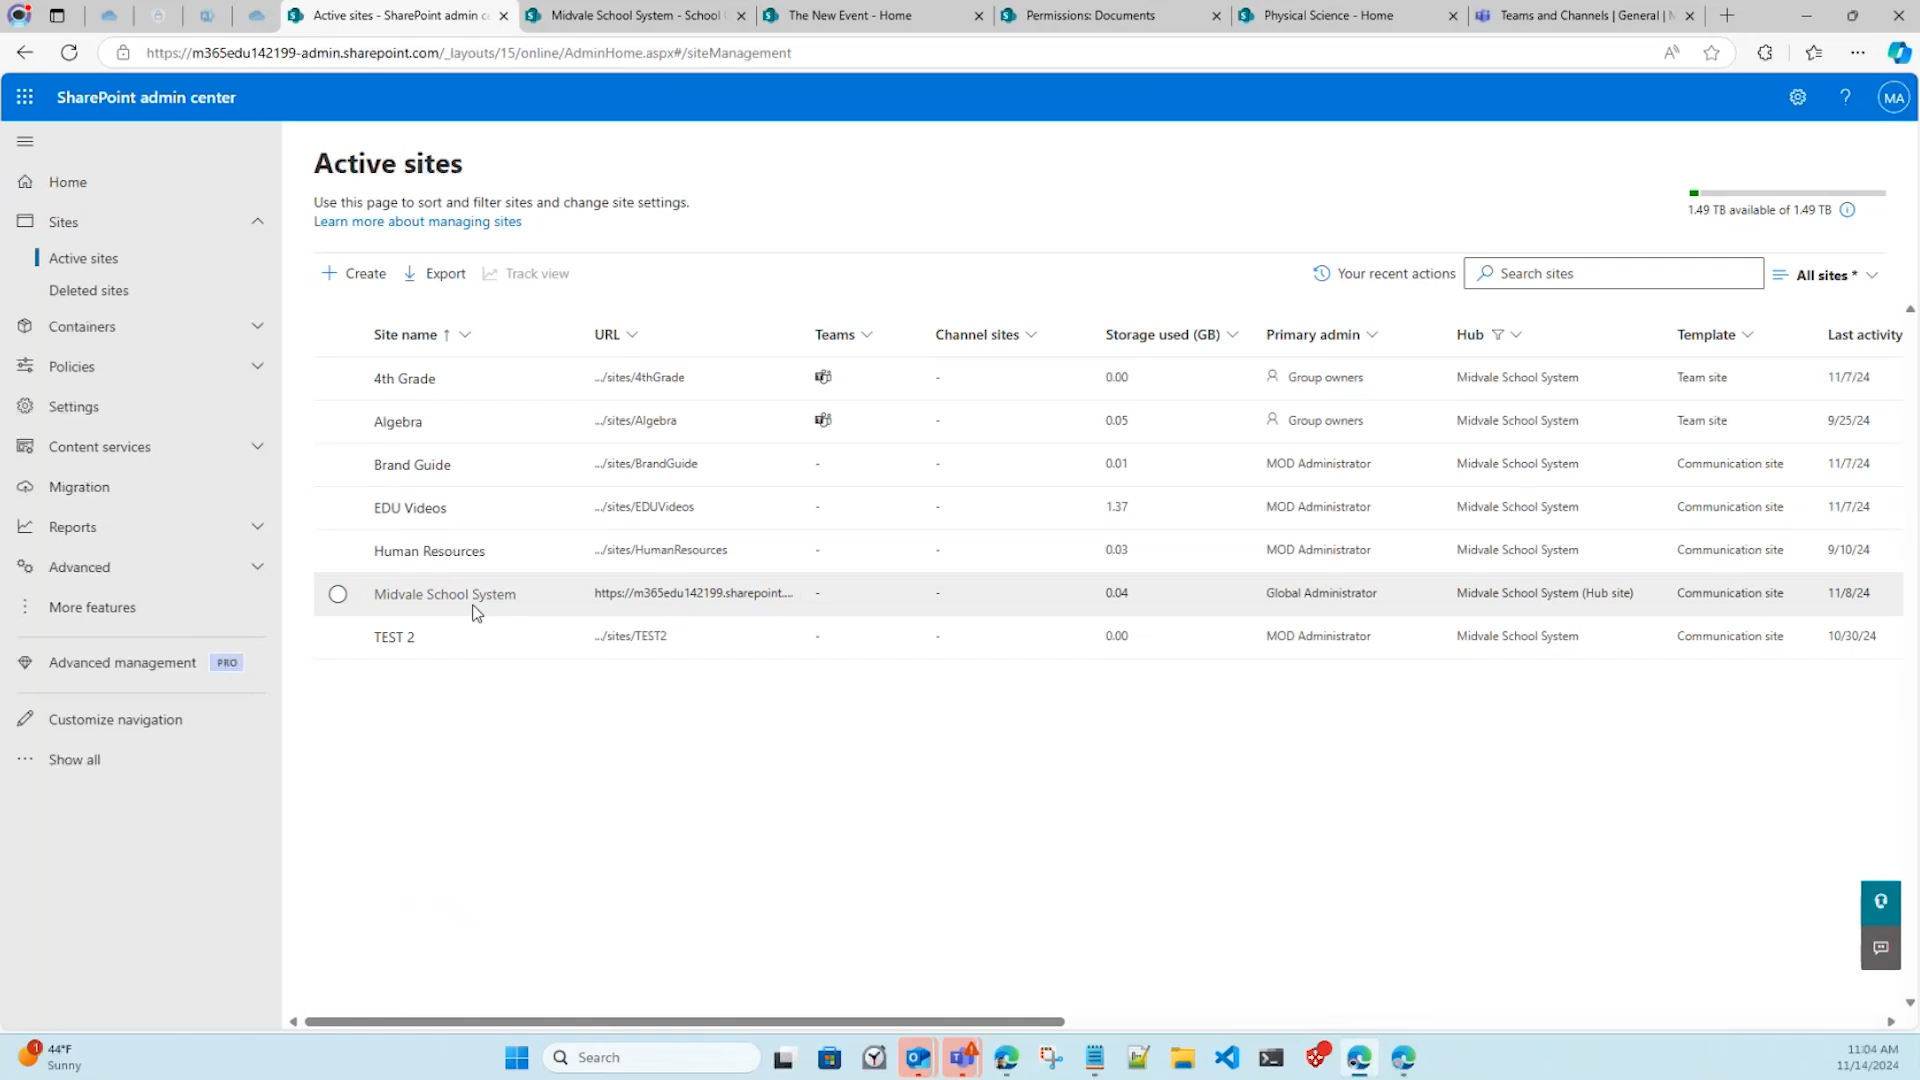 Active sites - SharePoint admin c
Midvale School System - School
The New Event - Home
Permissions: Documents
Physical Science - Home
Teams and Channels | General |
https://m365edu142199-admin.sharepoint.com/_layouts/15/online/AdminHome.aspx#/siteManagement
SharePoint admin center
MA
Home
Sites
Active sites
Deleted sites
Containers
Policies
Settings
Content services
Migration
Reports
Advanced
More features
Advanced management PRO
Customize navigation
Show all
Active sites
Use this page to sort and filter sites and change site settings.
Learn more about managing sites
1.49 TB available of 1.49 TB
Create Export Track view
Your recent actions Search sites All sites *
Site name ↑ URL Teams Channel sites Storage used (GB) Primary admin Hub Template Last activity
4th Grade .../sites/4thGrade - 0.00 Group owners Midvale School System Team site 11/7/24
Algebra .../sites/Algebra - 0.05 Group owners Midvale School System Team site 9/25/24
Brand Guide .../sites/BrandGuide - - 0.01 MOD Administrator Midvale School System Communication site 11/7/24
EDU Videos .../sites/EDUVideos - - 1.37 MOD Administrator Midvale School System Communication site 11/7/24
Human Resources .../sites/HumanResources - - 0.03 MOD Administrator Midvale School System Communication site 9/10/24
Midvale School System https://m365edu142199.sharepoint.... - - 0.04 Global Administrator Midvale School System (Hub site) Communication site 11/8/24
TEST 2 .../sites/TEST2 - - 0.00 MOD Administrator Midvale School System Communication site 10/30/24
1
44°F
Sunny
Search
11:04 AM
11/14/2024